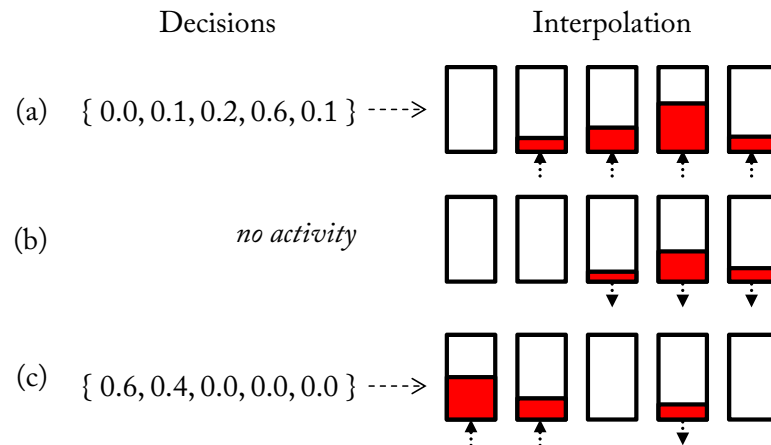 Decisions Interpolation
(a) { 0.0, 0.1, 0.2, 0.6, 0.1 }
(b) no activity
(c) { 0.6, 0.4, 0.0, 0.0, 0.0 }